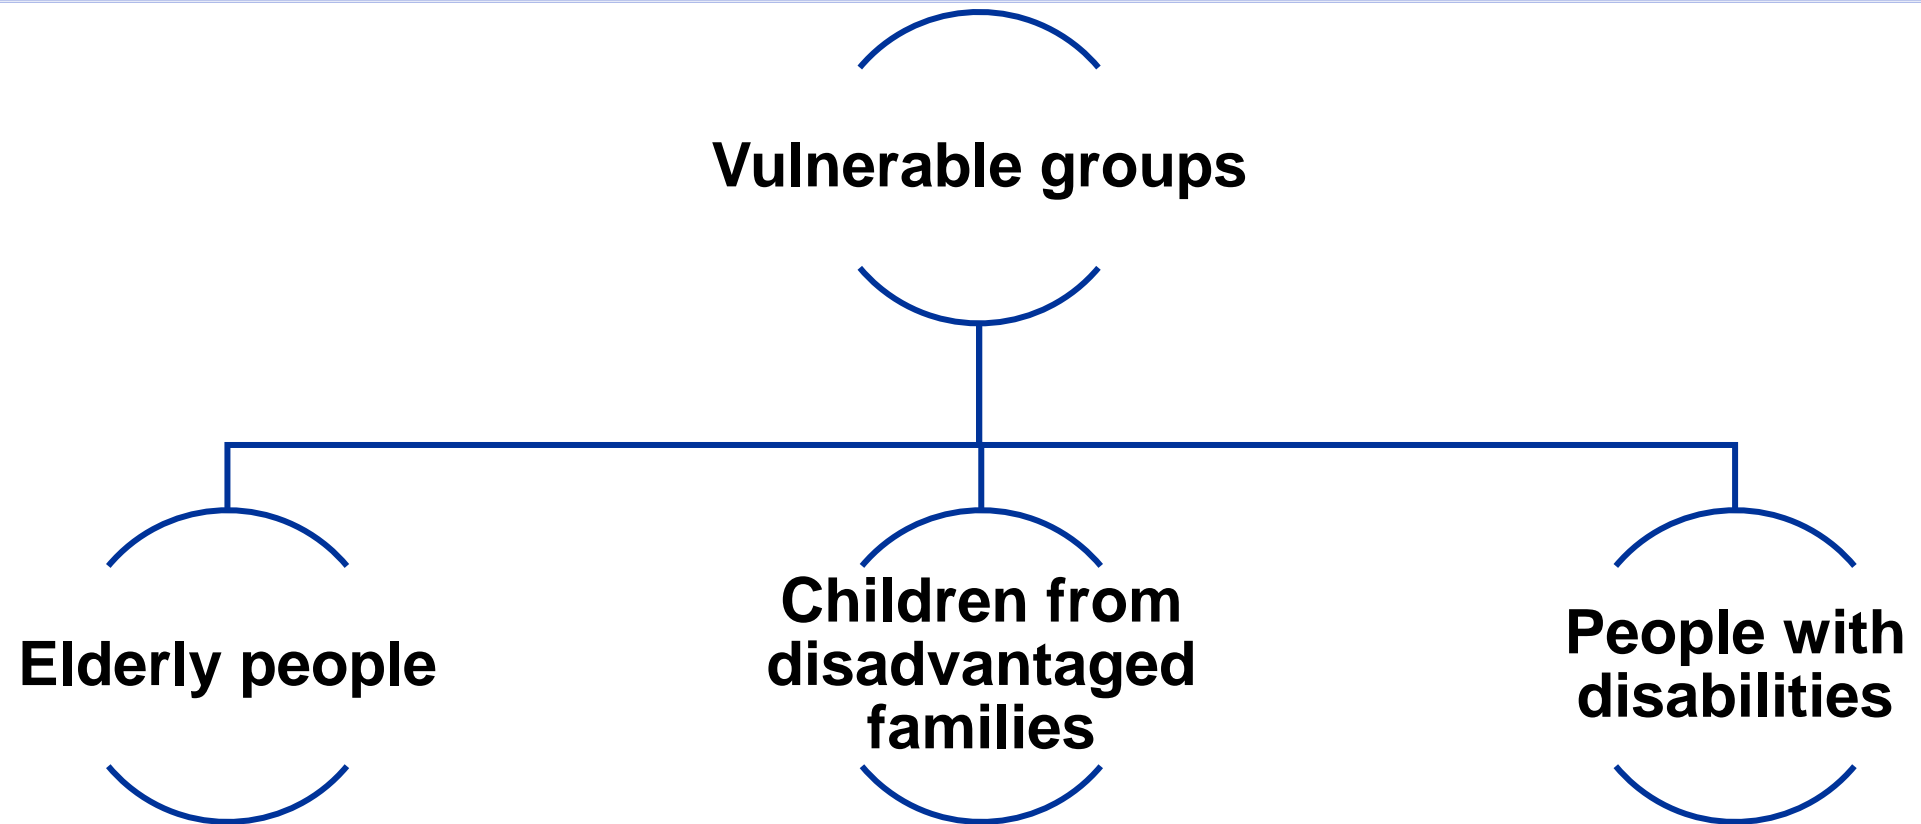 Vulnerable groups
Elderly people
Children from
disadvantaged
families
People with
disabilities